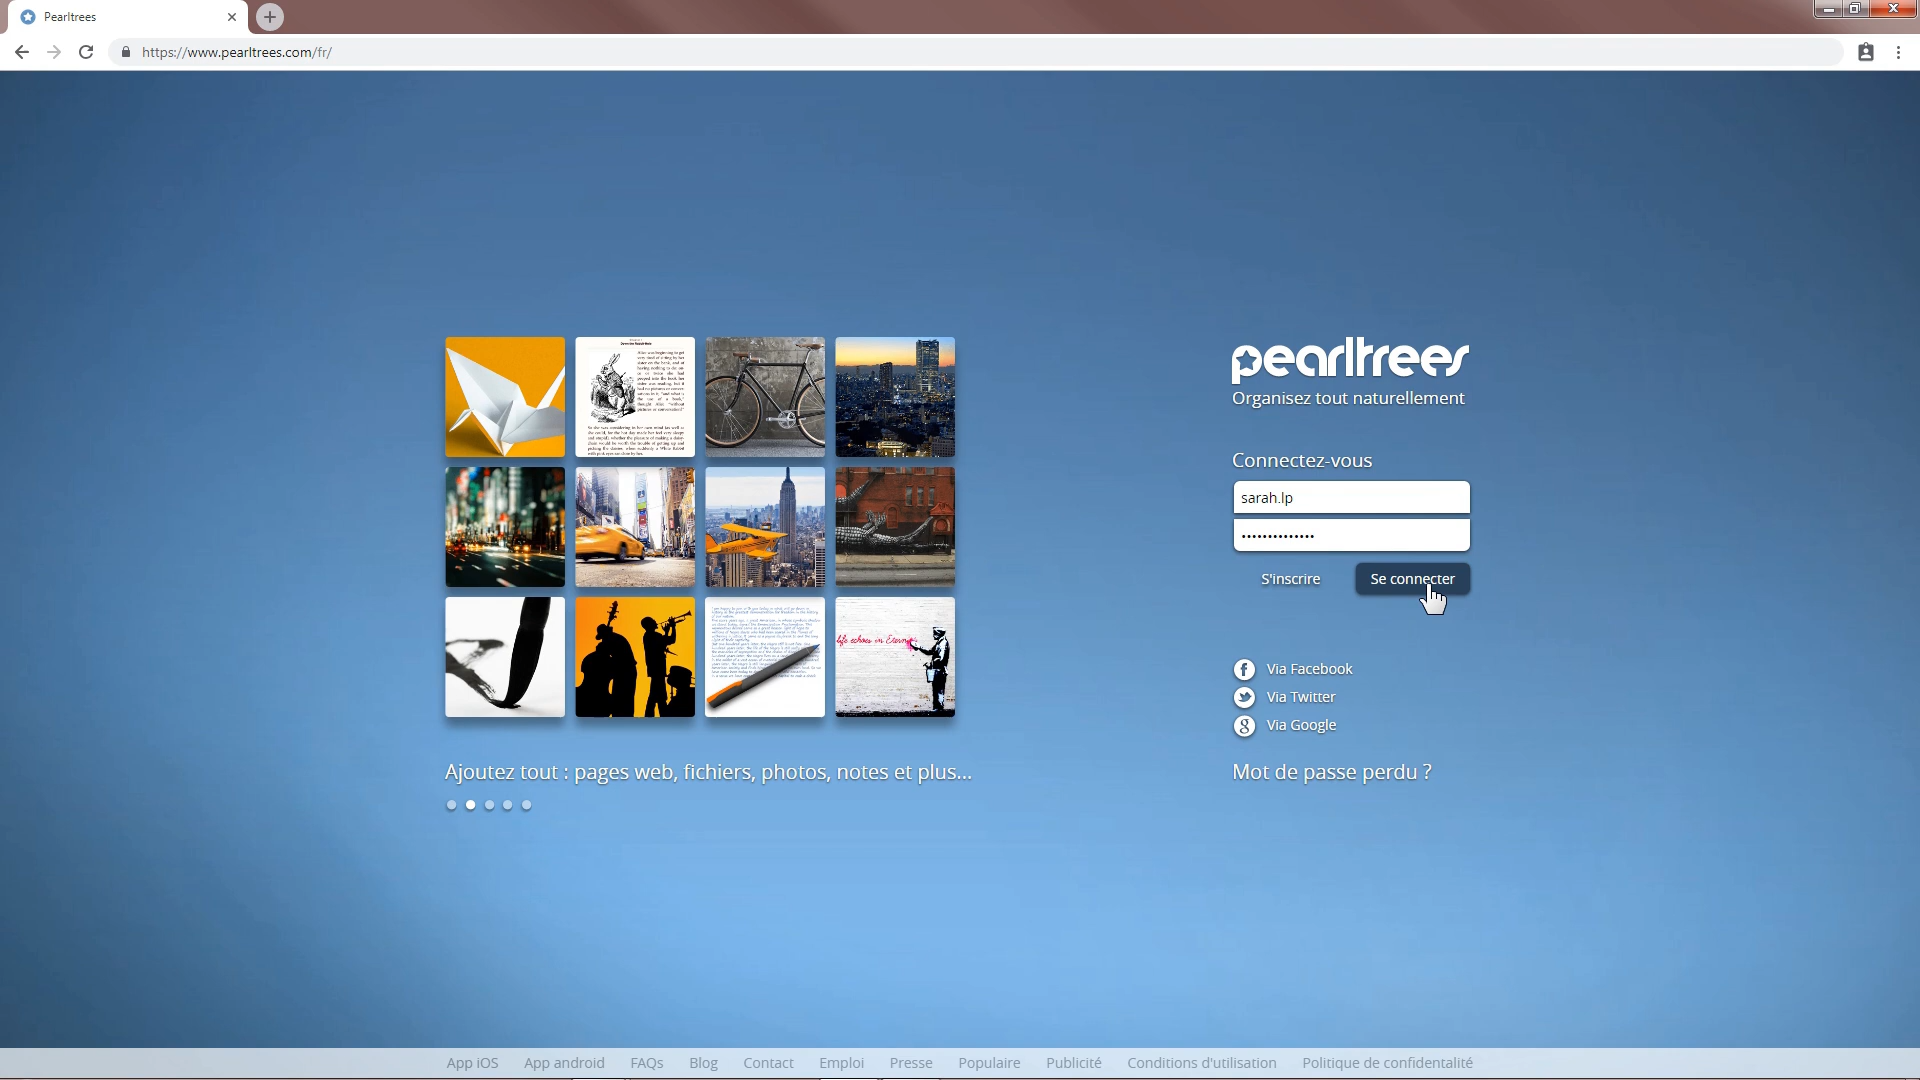 Pearltrees
https://www.pearltrees.com/fr/
pearltrees
Organisez tout naturellement
Connectez-vous
sarah.lp
••••••••••••••
S'inscrire
Se connecter
Via Facebook
Via Twitter
Via Google
Ajoutez tout : pages web, fichiers, photos, notes et plus...
Mot de passe perdu ?
App iOS App android FAQs Blog Contact Emploi Presse Populaire Publicité Conditions d'utilisation Politique de confidentalité